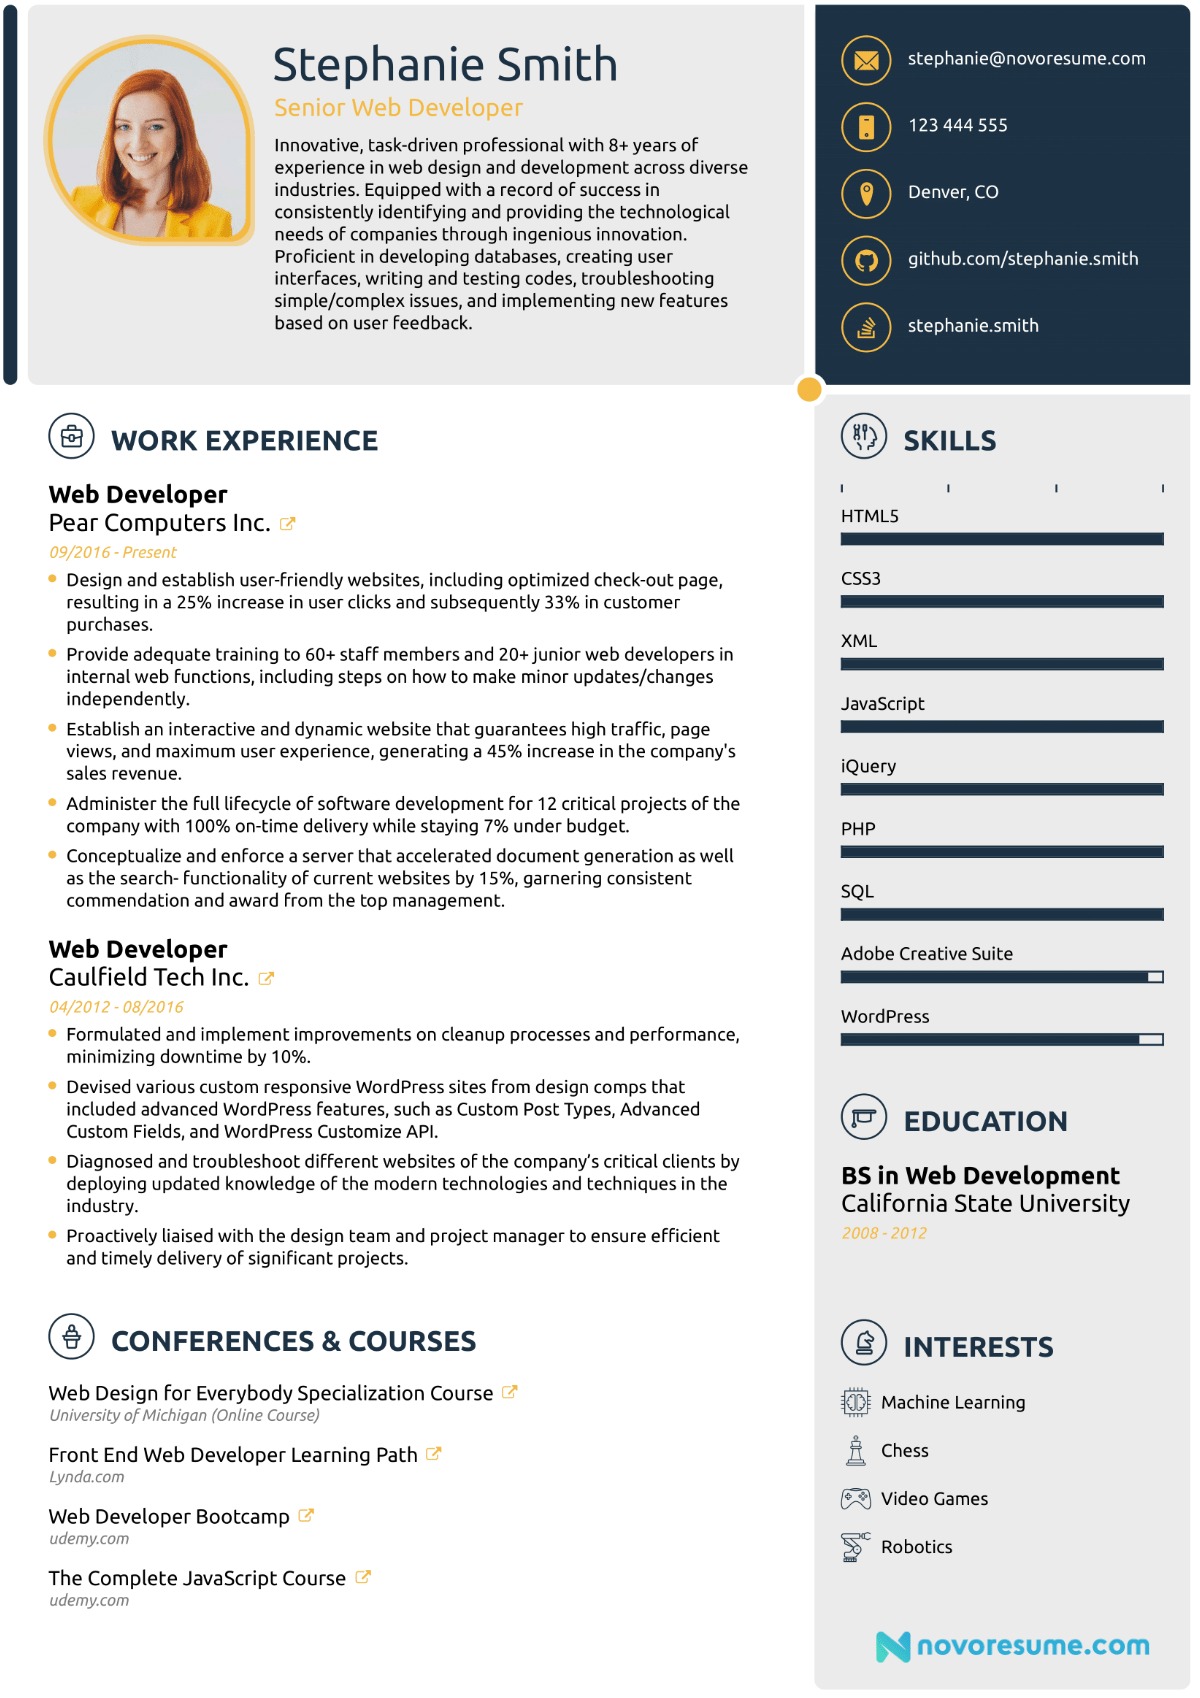 Stephanie Smith
Senior Web Developer
Innovative, task-driven professional with 8+ years of
experience in web design and development across diverse
industries. Equipped with a record of success in
consistently identifying and providing the technological
needs of companies through ingenious innovation.
Proficient in developing databases, creating user
interfaces, writing and testing codes, troubleshooting
simple/complex issues, and implementing new features
based on user feedback.
stephanie@novoresume.com
123 444 555
Denver, CO
github.com/stephanie.smith
stephanie.smith
WORK EXPERIENCE
Web Developer
Pear Computers Inc.
09/2016 - Present
Design and establish user-friendly websites, including optimized check-out page,
resulting in a 25% increase in user clicks and subsequently 33% in customer
purchases.
Provide adequate training to 60+ staff members and 20+ junior web developers in
internal web functions, including steps on how to make minor updates/changes
independently.
Establish an interactive and dynamic website that guarantees high traffic, page
views, and maximum user experience, generating a 45% increase in the company's
sales revenue.
Administer the full lifecycle of software development for 12 critical projects of the
company with 100% on-time delivery while staying 7% under budget.
Conceptualize and enforce a server that accelerated document generation as well
as the search- functionality of current websites by 15%, garnering consistent
commendation and award from the top management.
Web Developer
Caulfield Tech Inc.
04/2012 - 08/2016
Formulated and implement improvements on cleanup processes and performance,
minimizing downtime by 10%.
Devised various custom responsive WordPress sites from design comps that
included advanced WordPress features, such as Custom Post Types, Advanced
Custom Fields, and WordPress Customize API.
Diagnosed and troubleshoot different websites of the company’s critical clients by
deploying updated knowledge of the modern technologies and techniques in the
industry.
Proactively liaised with the design team and project manager to ensure efficient
and timely delivery of significant projects.
CONFERENCES & COURSES
Web Design for Everybody Specialization Course
University of Michigan (Online Course)
Front End Web Developer Learning Path
Lynda.com
Web Developer Bootcamp
udemy.com
The Complete JavaScript Course
udemy.com
SKILLS
HTML5
CSS3
XML
JavaScript
iQuery
PHP
SQL
Adobe Creative Suite
WordPress
EDUCATION
BS in Web Development
California State University
2008 - 2012
INTERESTS
Machine Learning
Chess
Video Games
Robotics
novoresume.com